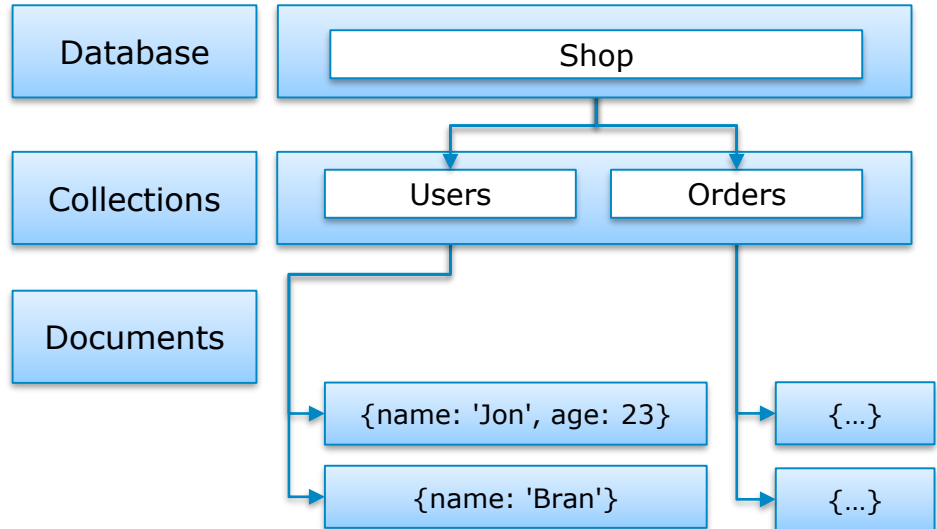 Database
Shop
Collections
Users
Orders
Documents
{name: 'Jon', age: 23}
{…}
{name: 'Bran'}
{…}